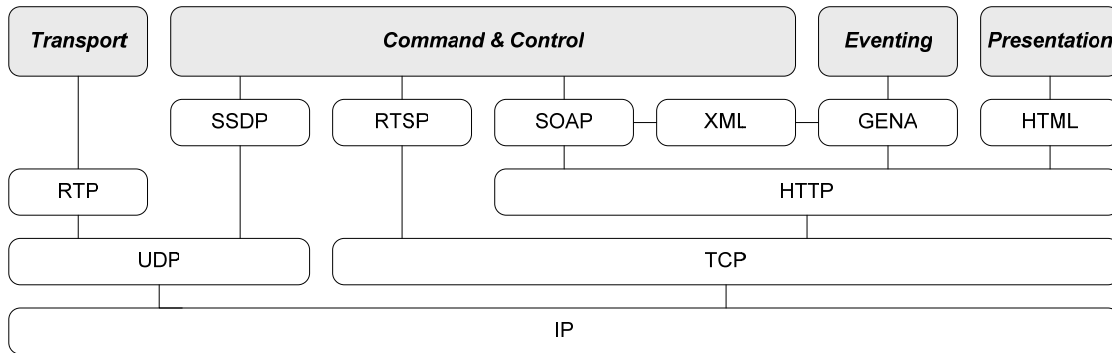 Transport
Command & Control
Eventing
Presentation
SSDP
RTSP
SOAP
XML
GENA
HTML
RTP
HTTP
UDP
TCP
IP